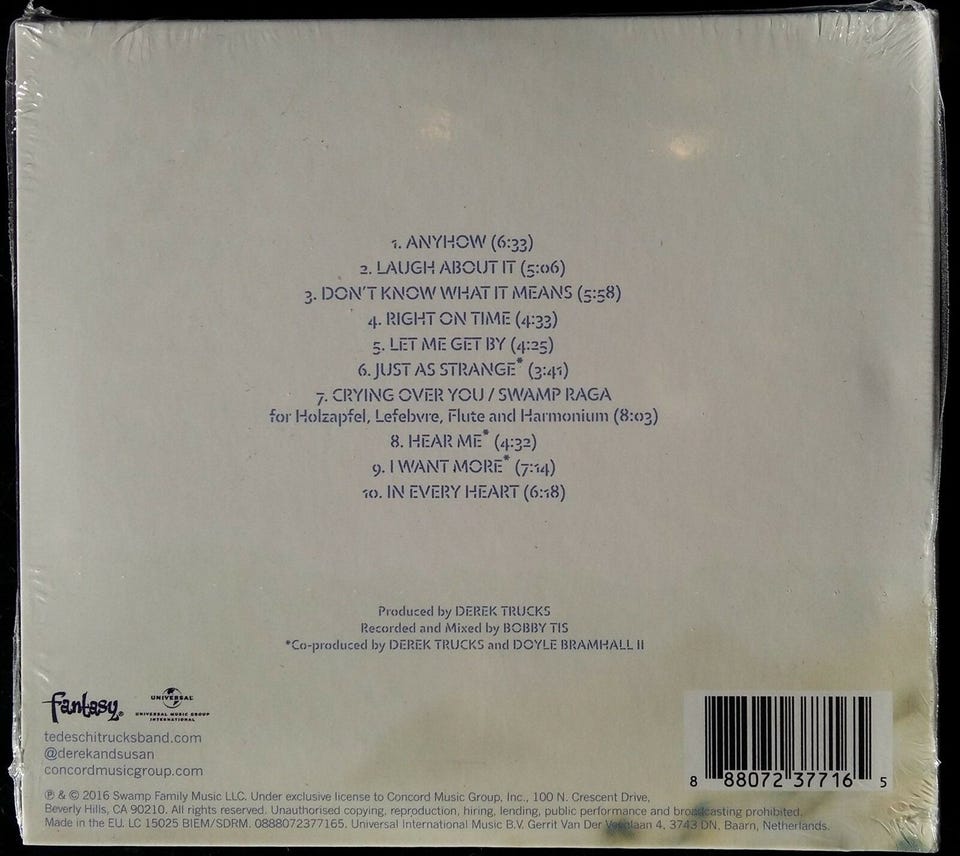 1. ANYHOW (6:33)
2. LAUGH ABOUT IT (5:06)
3. DON'T KNOW WHAT IT MEANS (5:58)
4. RIGHT ON TIME (4:33)
5. LET ME GET BY (4:25)
6. JUST AS STRANGE* (3:41)
7. CRYING OVER YOU / SWAMP RAGA
for Holzapfel, Lefebvre, Flute and Harmonium (8:03)
8. HEAR ME* (4:32)
9. I WANT MORE* (7:14)
10. IN EVERY HEART (6:18)
Produced by DEREK TRUCKS
Recorded and Mixed by BOBBY TIS
*Co-produced by DEREK TRUCKS and DOYLE BRAMHALL II
fantasy®
UNIVERSAL
UNIVERSAL MUSIC GROUP
INTERNATIONAL
tedeschitrucksband.com
@derekandsusan
concordmusicgroup.com
8 88072 37716 5
℗ & © 2016 Swamp Family Music LLC. Under exclusive license to Concord Music Group, Inc., 100 N. Crescent Drive,
Beverly Hills, CA 90210. All rights reserved. Unauthorised copying, reproduction, hiring, lending, public performance and broadcasting prohibited.
Made in the EU. LC 15025 BIEM/SDRM. 0888072377165. Universal International Music B.V. Gerrit Van Der Veenlaan 4, 3743 DN, Baarn, Netherlands.